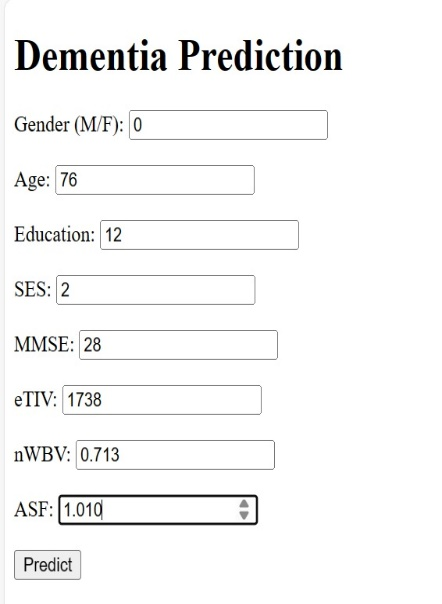 Dementia Prediction
Gender (M/F): 0
Age: 76
Education: 12
SES: 2
MMSE: 28
eTIV: 1738
nWBV: 0.713
ASF: 1.010
Predict